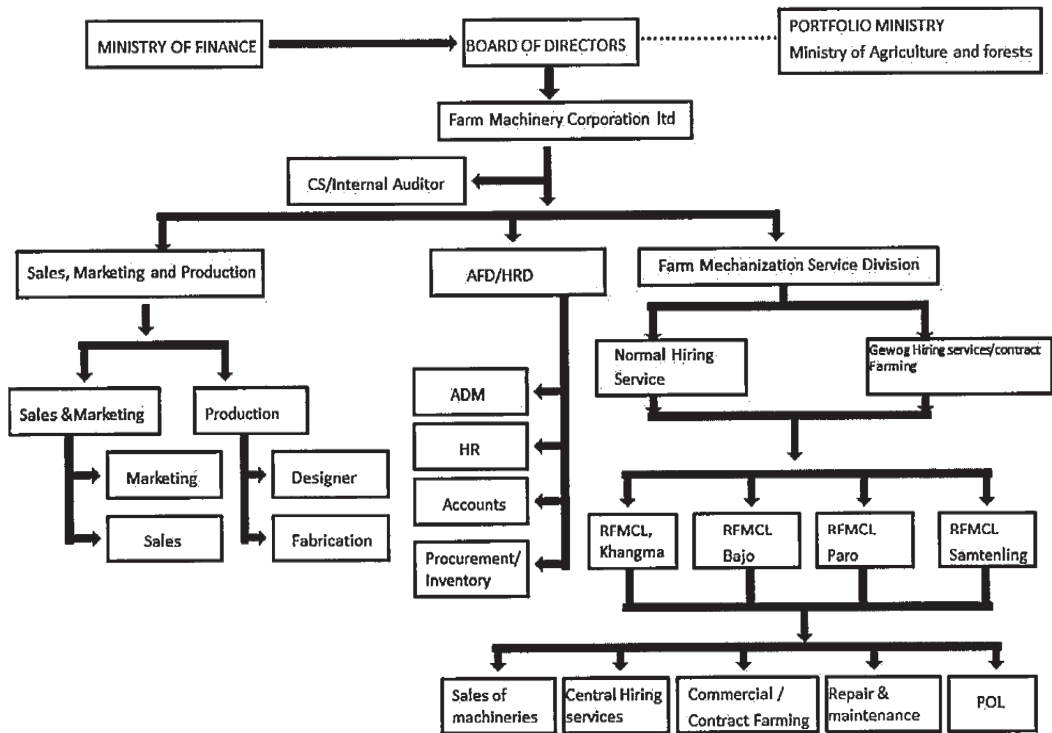 MINISTRY OF FINANCE
BOARD OF DIRECTORS
PORTFOLIO MINISTRY
Ministry of Agriculture and forests
Farm Machinery Corporation ltd
CS/Internal Auditor
Sales, Marketing and Production
AFD/HRD
Farm Mechanization Service Division
Normal Hiring
Service
Gewog Hiring services/contract
Farming
Sales &Marketing
Production
Marketing
Sales
Designer
Fabrication
ADM
HR
Accounts
Procurement/
Inventory
RFMCL,
Khangma
RFMCL
Bajo
RFMCL
Paro
RFMCL
Samtenling
Sales of
machineries
Central Hiring
services
Commercial /
Contract Farming
Repair &
maintenance
POL